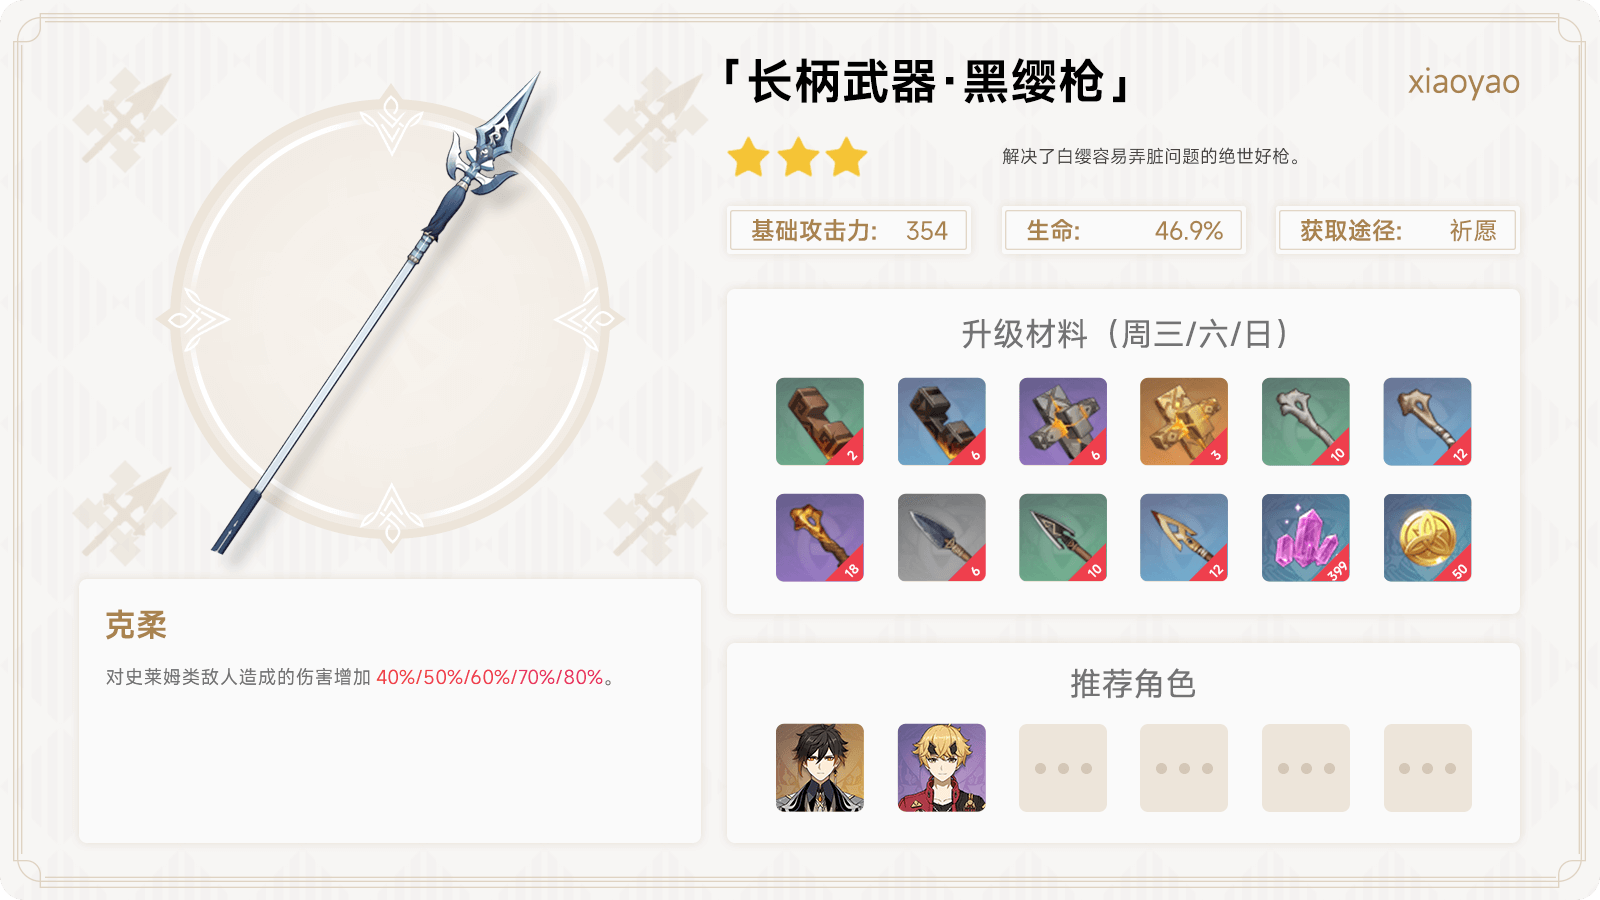 「长柄武器·黑缨枪」
xiaoyao
解决了白缨容易弄脏问题的绝世好枪。
基础攻击力: 354
生命: 46.9%
获取途径: 祈愿
升级材料（周三/六/日）
2 6 6 3 10 12
18 6 10 12 399 50
克柔
对史莱姆类敌人造成的伤害增加 40%/50%/60%/70%/80%。
推荐角色